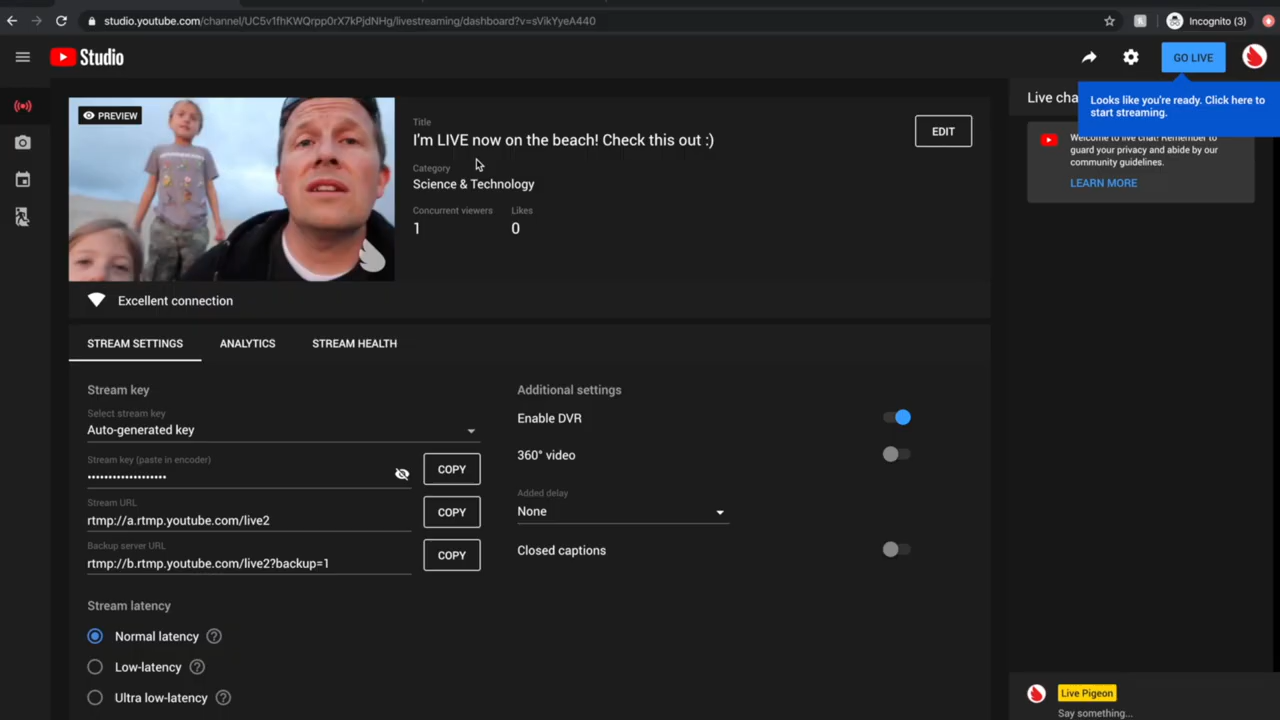 studio.youtube.com/channel/UC5v1fhKWQrpp0rX7kPjdNHg/livestreaming/dashboard?v=sVikYyeA440
Incognito (3)
Studio
GO LIVE
Looks like you're ready. Click here to
start streaming.
PREVIEW
Title
I'm LIVE now on the beach! Check this out :)
Category
Science & Technology
Concurrent viewers
Likes
1
0
EDIT
Live cha
Welcome to live chat! Remember to
guard your privacy and abide by our
community guidelines.
LEARN MORE
Excellent connection
STREAM SETTINGS
ANALYTICS
STREAM HEALTH
Stream key
Select stream key
Auto-generated key
Stream key (paste in encoder)
•••••••••••••••••••
COPY
Stream URL
rtmp://a.rtmp.youtube.com/live2
COPY
Backup server URL
rtmp://b.rtmp.youtube.com/live2?backup=1
COPY
Stream latency
Normal latency
Low-latency
Ultra low-latency
Additional settings
Enable DVR
360° video
Added delay
None
Closed captions
Live Pigeon
Say something...